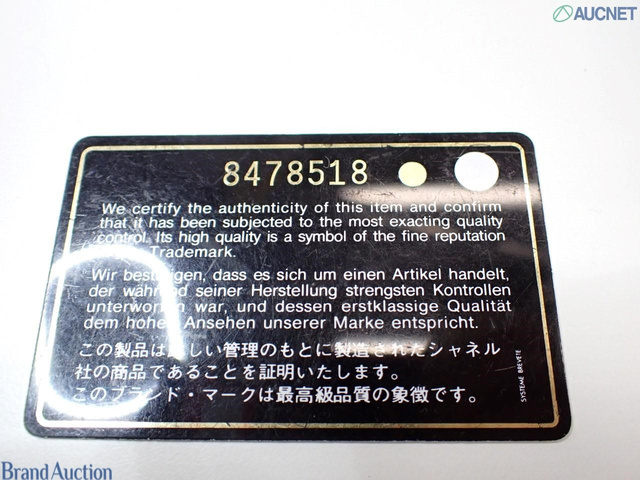 AUCNET
8478518
We certify the authenticity of this item and confirm
that it has been subjected to the most exacting quality
control. Its high quality is a symbol of the fine reputation
Trademark.
Wir bestätigen, dass es sich um einen Artikel handelt,
der während seiner Herstellung strengsten Kontrollen
unterworfen war, und dessen erstklassige Qualität
dem hohen Ansehen unserer Marke entspricht.
この製品は厳しい管理のもとに製造されたシャネル
社の商品であることを証明いたします。
このブランド・マークは最高級品質の象徴です。
SYSTEME BREVETE
Brand Auction